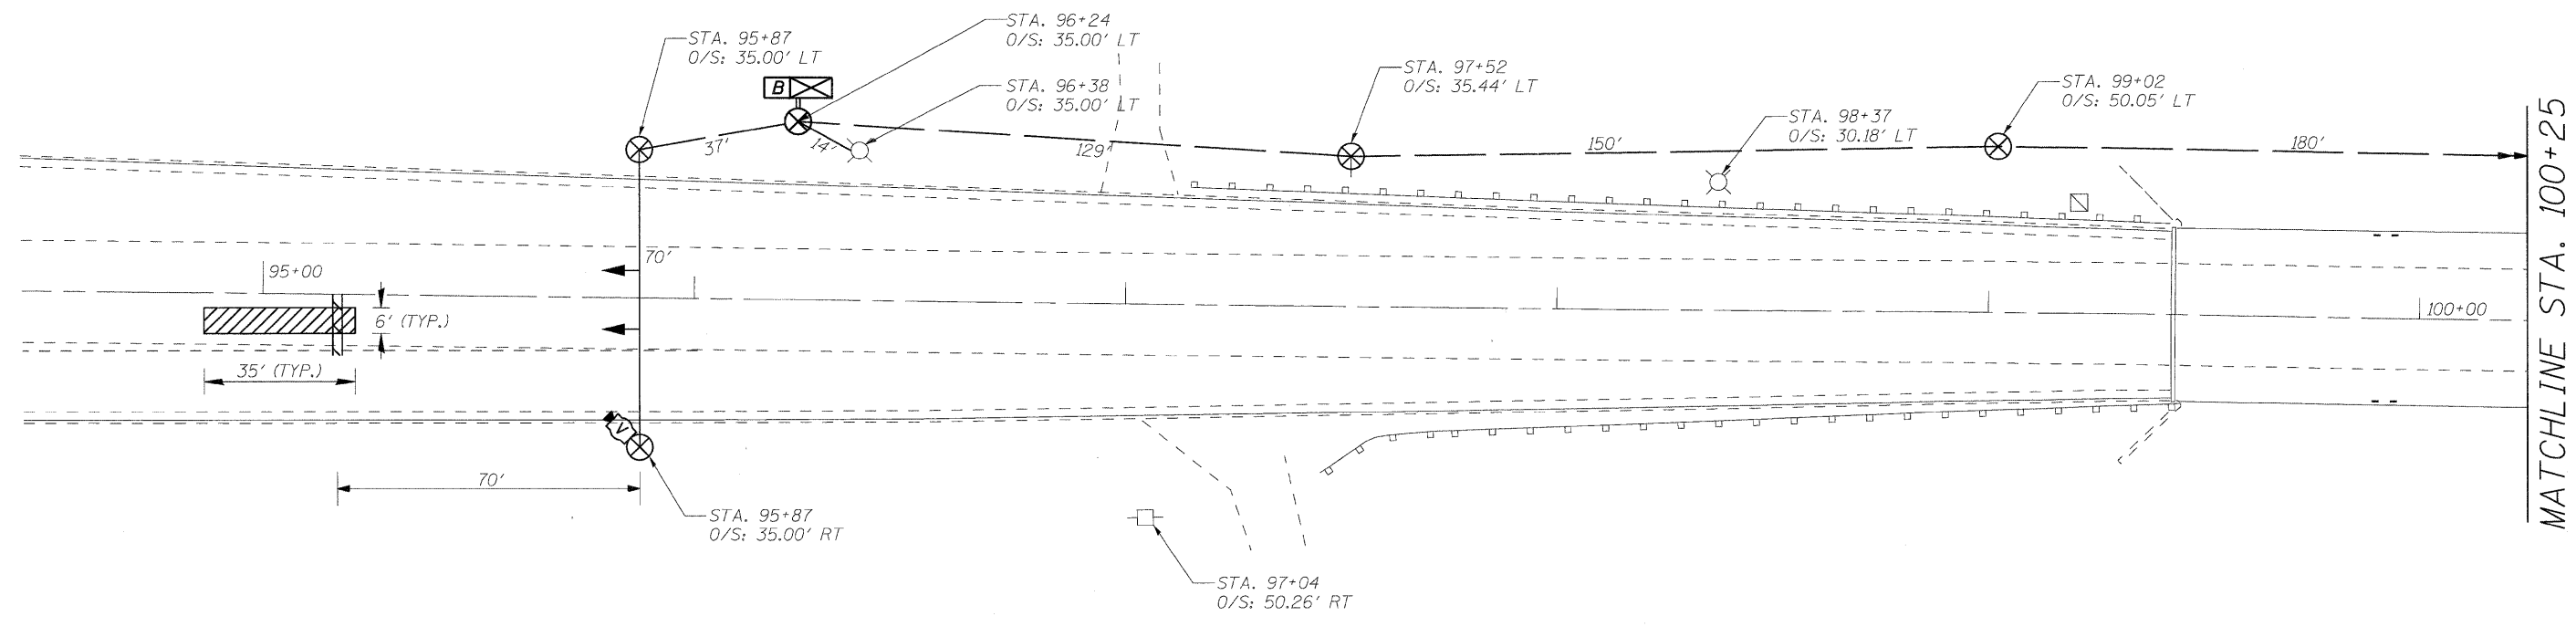 STA. 96+24
O/S: 35.00' LT
STA. 95+87
O/S: 35.00' LT
STA. 97+52
O/S: 35.44' LT
STA. 99+02
O/S: 50.05' LT
B
STA. 96+38
O/S: 35.00' LT
STA. 98+37
O/S: 30.18' LT
37'
14'
129'
150'
180'
MATCHLINE STA. 100+25
70'
95+00
100+00
6' (TYP.)
35' (TYP.)
V
70'
STA. 95+87
O/S: 35.00' RT
STA. 97+04
O/S: 50.26' RT